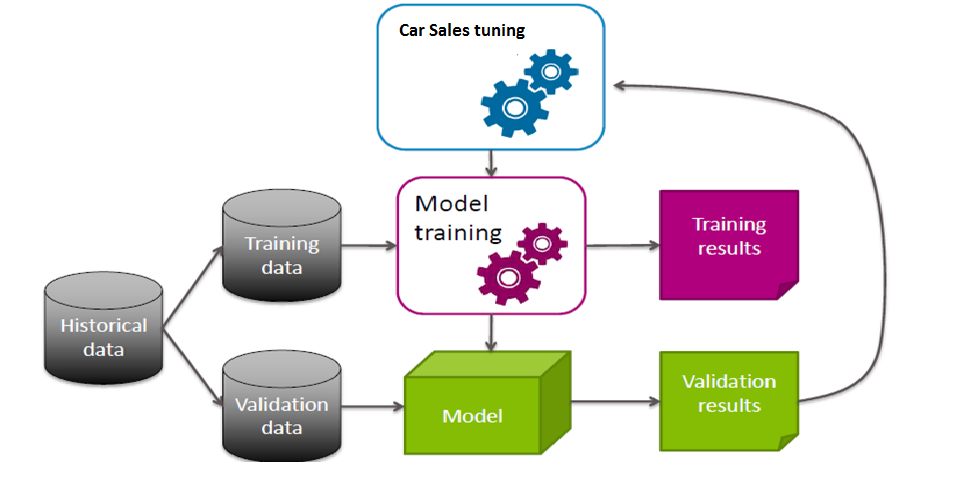 Car Sales tuning
Model
training
Training
data
Training
results
Historical
data
Validation
data
Model
Validation
results